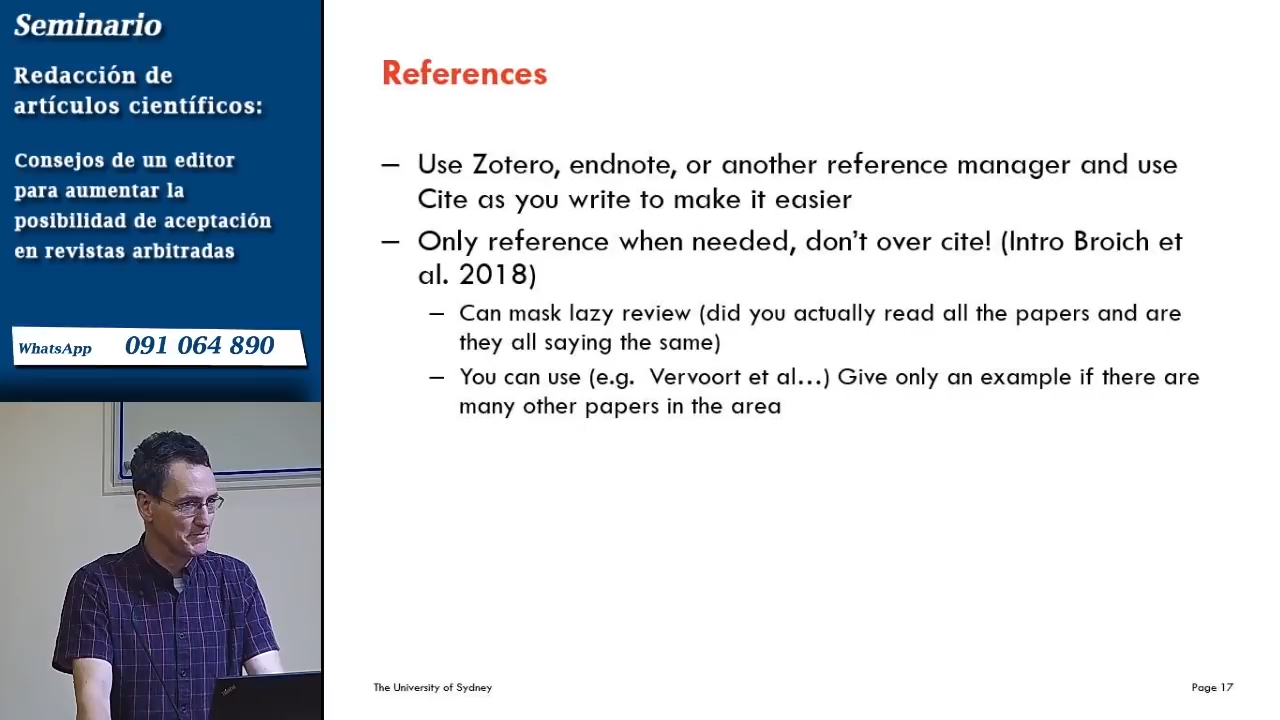 Seminario
Redacción de
artículos científicos:
Consejos de un editor
para aumentar la
posibilidad de aceptación
en revistas arbitradas
WhatsApp 091 064 890
References
– Use Zotero, endnote, or another reference manager and use
Cite as you write to make it easier
– Only reference when needed, don’t over cite! (Intro Broich et
al. 2018)
– Can mask lazy review (did you actually read all the papers and are
they all saying the same)
– You can use (e.g. Vervoort et al…) Give only an example if there are
many other papers in the area
The University of Sydney
Page 17